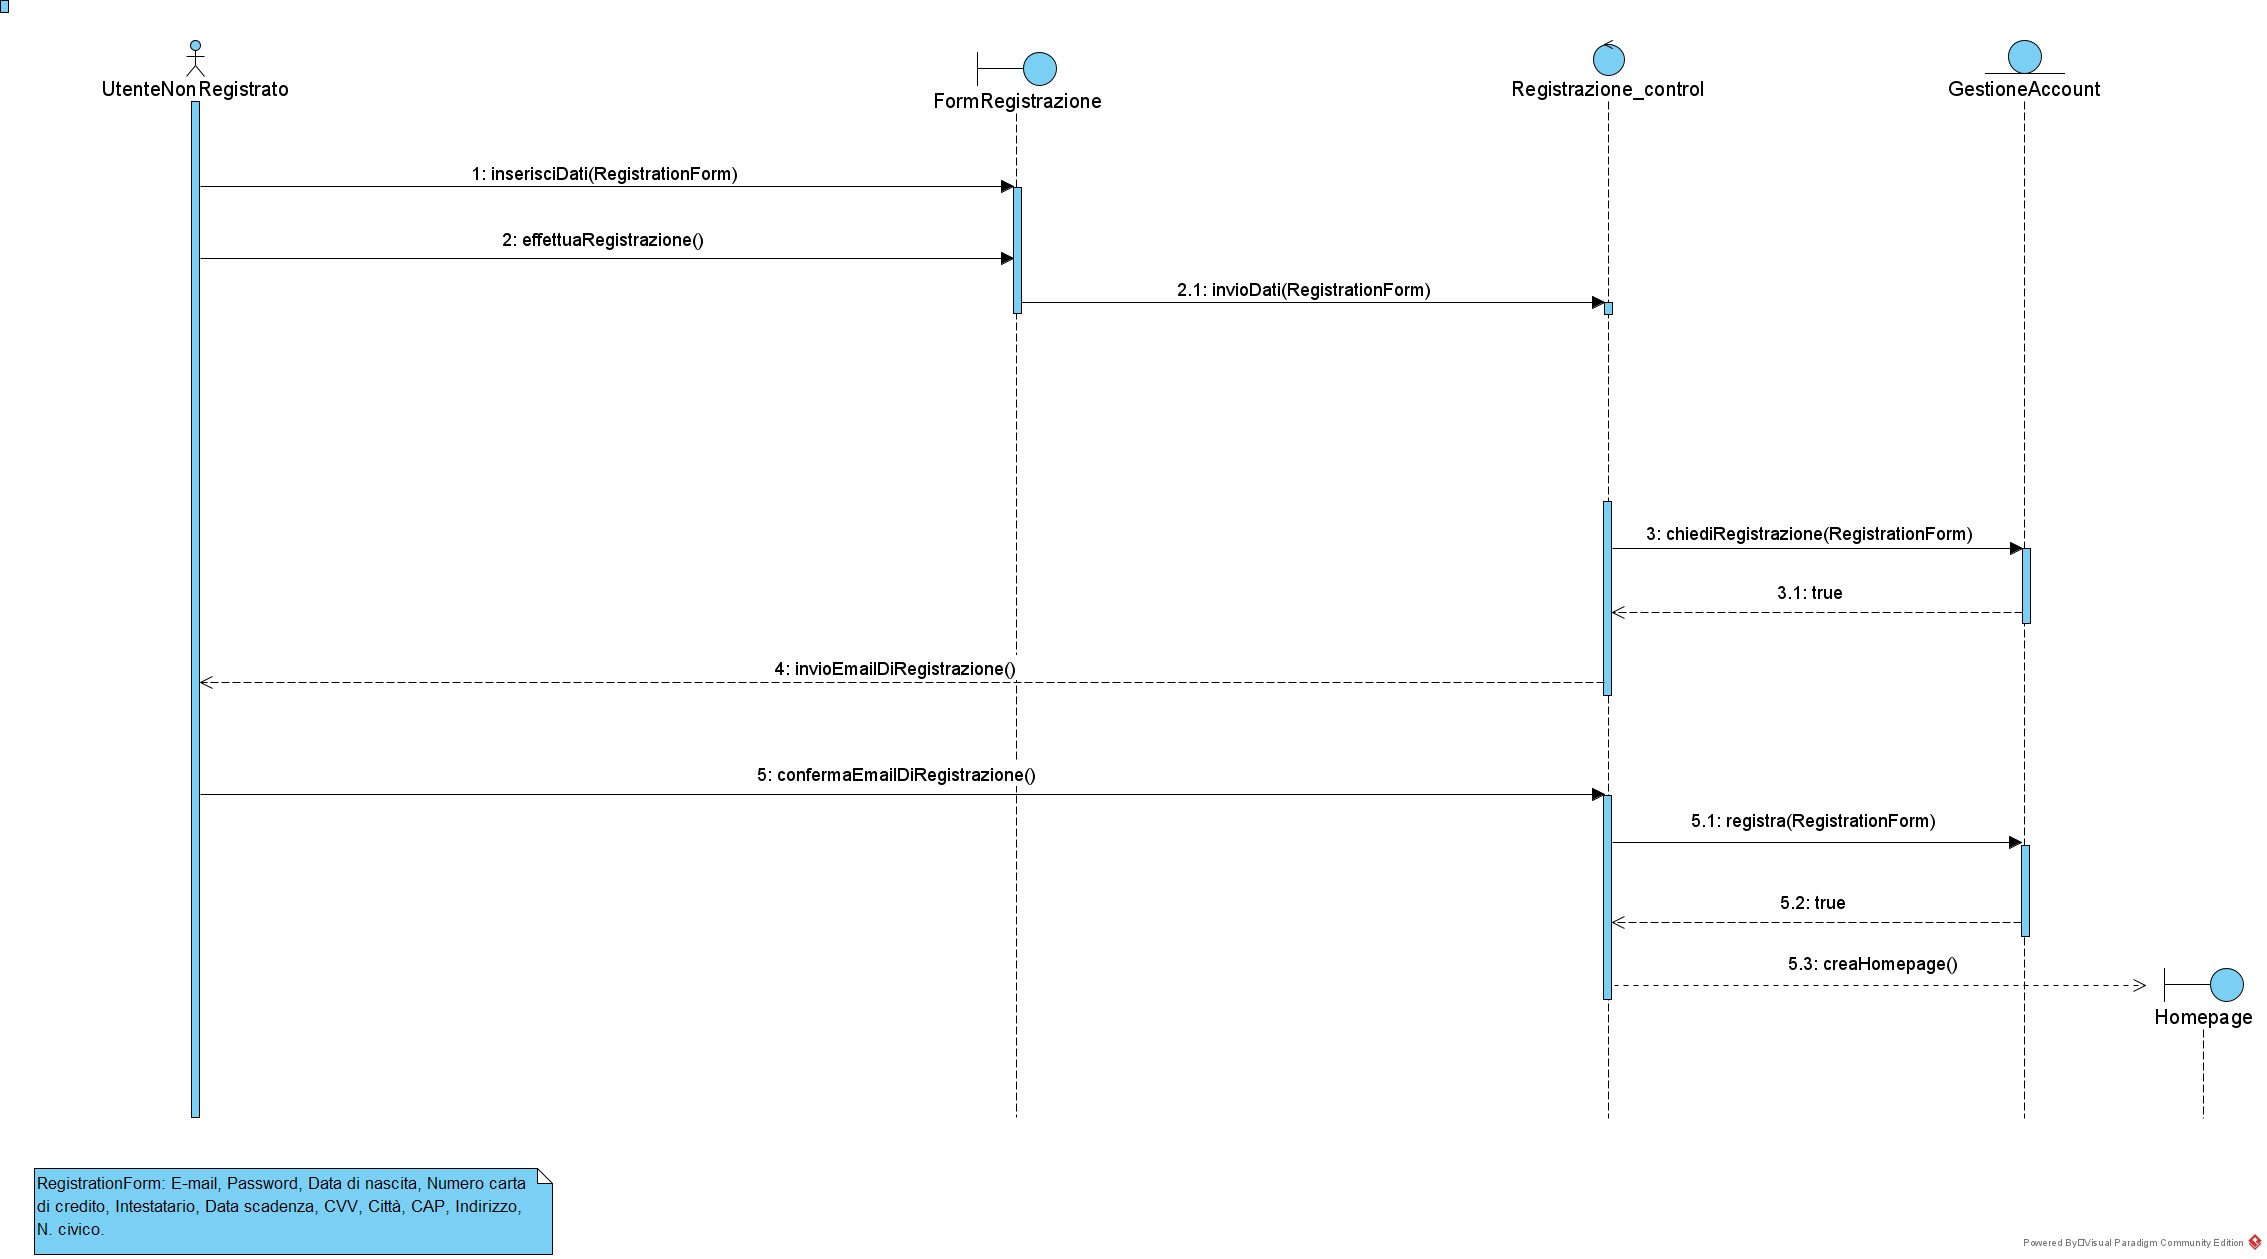 UtenteNonRegistrato
FormRegistrazione
Registrazione_control
GestioneAccount
1: inserisciDati(RegistrationForm)
2: effettuaRegistrazione()
2.1: invioDati(RegistrationForm)
3: chiediRegistrazione(RegistrationForm)
3.1: true
4: invioEmailDiRegistrazione()
5: confermaEmailDiRegistrazione()
5.1: registra(RegistrationForm)
5.2: true
5.3: creaHomepage()
Homepage
RegistrationForm: E-mail, Password, Data di nascita, Numero carta
di credito, Intestatario, Data scadenza, CVV, Città, CAP, Indirizzo,
N. civico.
Powered By□Visual Paradigm Community Edition